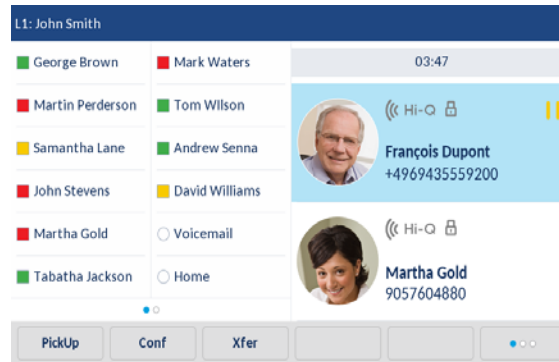 L1: John Smith
George Brown
Mark Waters
Martin Perderson
Tom WIlson
Samantha Lane
Andrew Senna
John Stevens
David Williams
Martha Gold
Voicemail
Tabatha Jackson
Home
03:47
Hi-Q
François Dupont
+4969435559200
Hi-Q
Martha Gold
9057604880
PickUp
Conf
Xfer